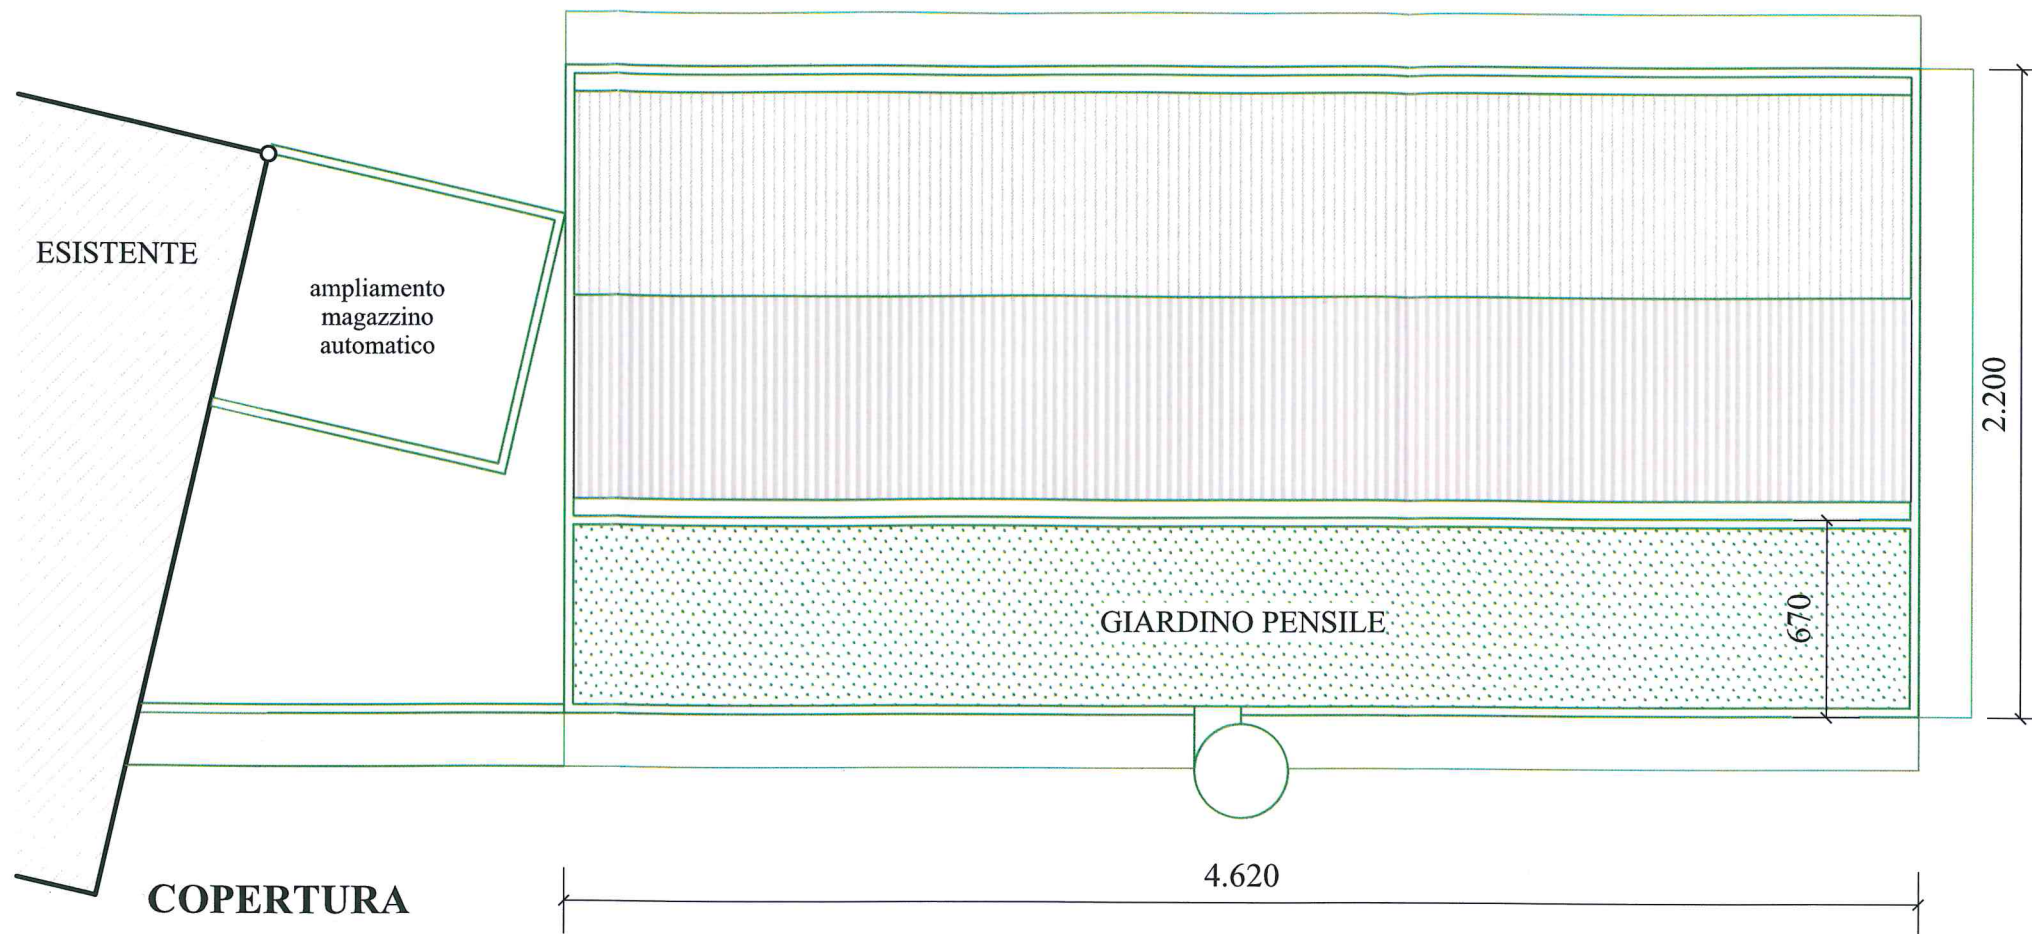 ESISTENTE
ampliamento
magazzino
automatico
2.200
GIARDINO PENSILE
670
4.620
COPERTURA